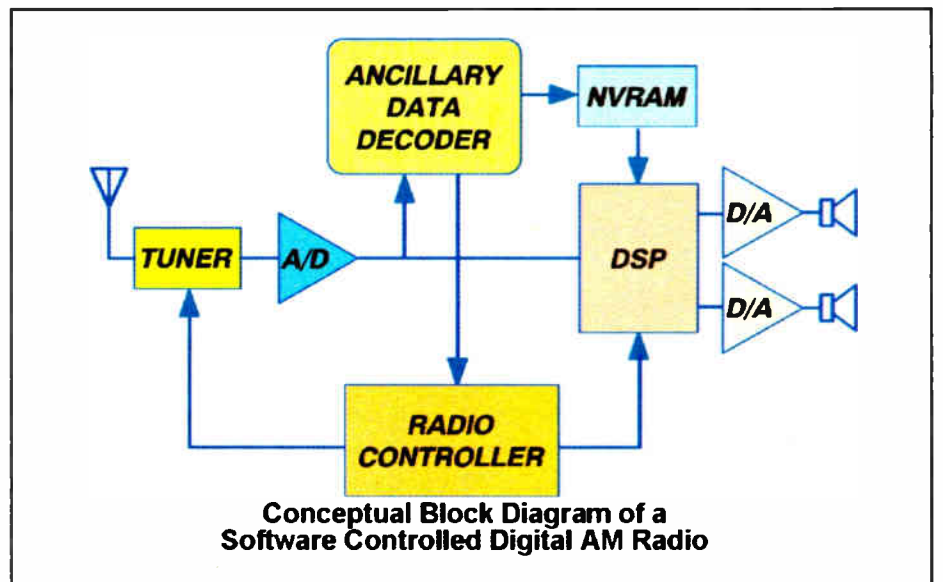 ANCILLARY
DATA
DECODER
NVRAM
TUNER
A/D
DSP
D/A
D/A
RADIO
CONTROLLER
Conceptual Block Diagram of a
Software Controlled Digital AM Radio